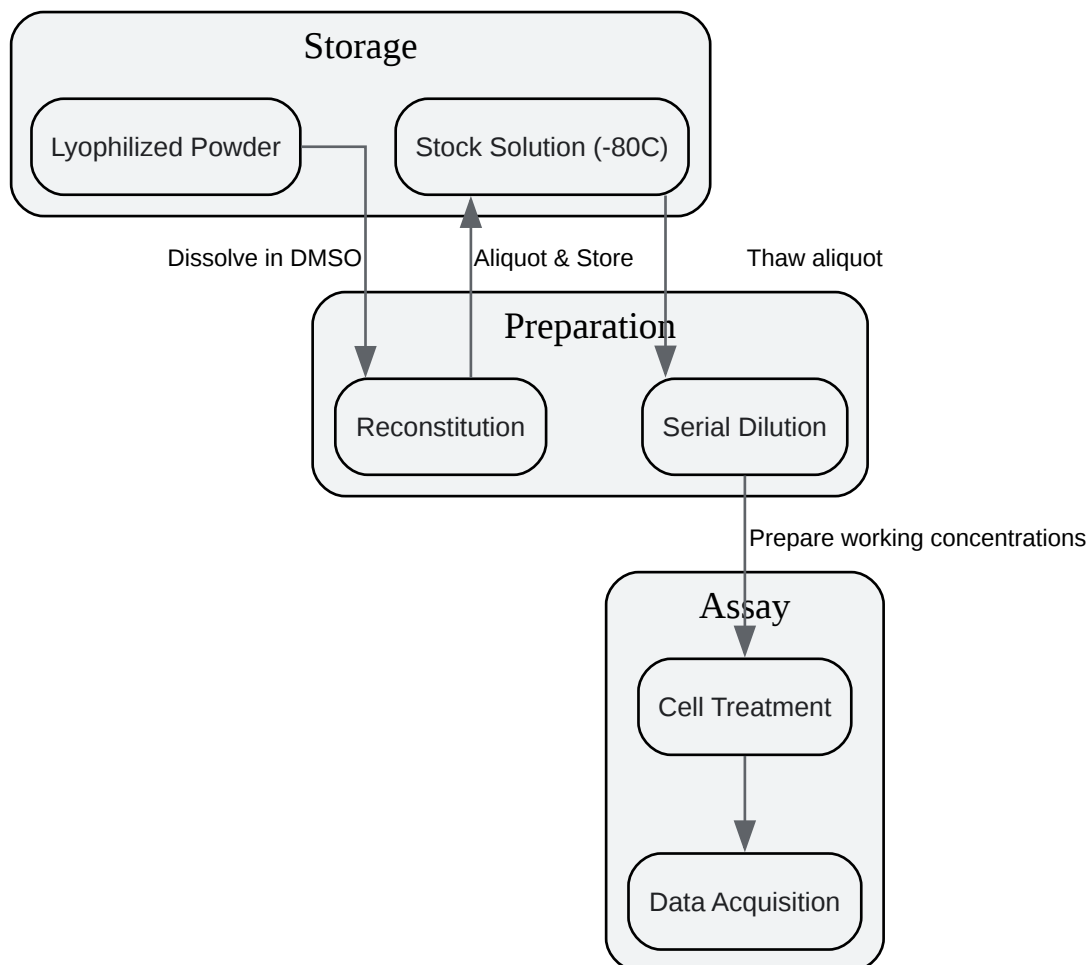 Storage
Lyophilized Powder
Stock Solution (-80C)
Dissolve in DMSO
Aliquot & Store
Thaw aliquot
Preparation
Reconstitution
Serial Dilution
Prepare working concentrations
Assay
Cell Treatment
Data Acquisition